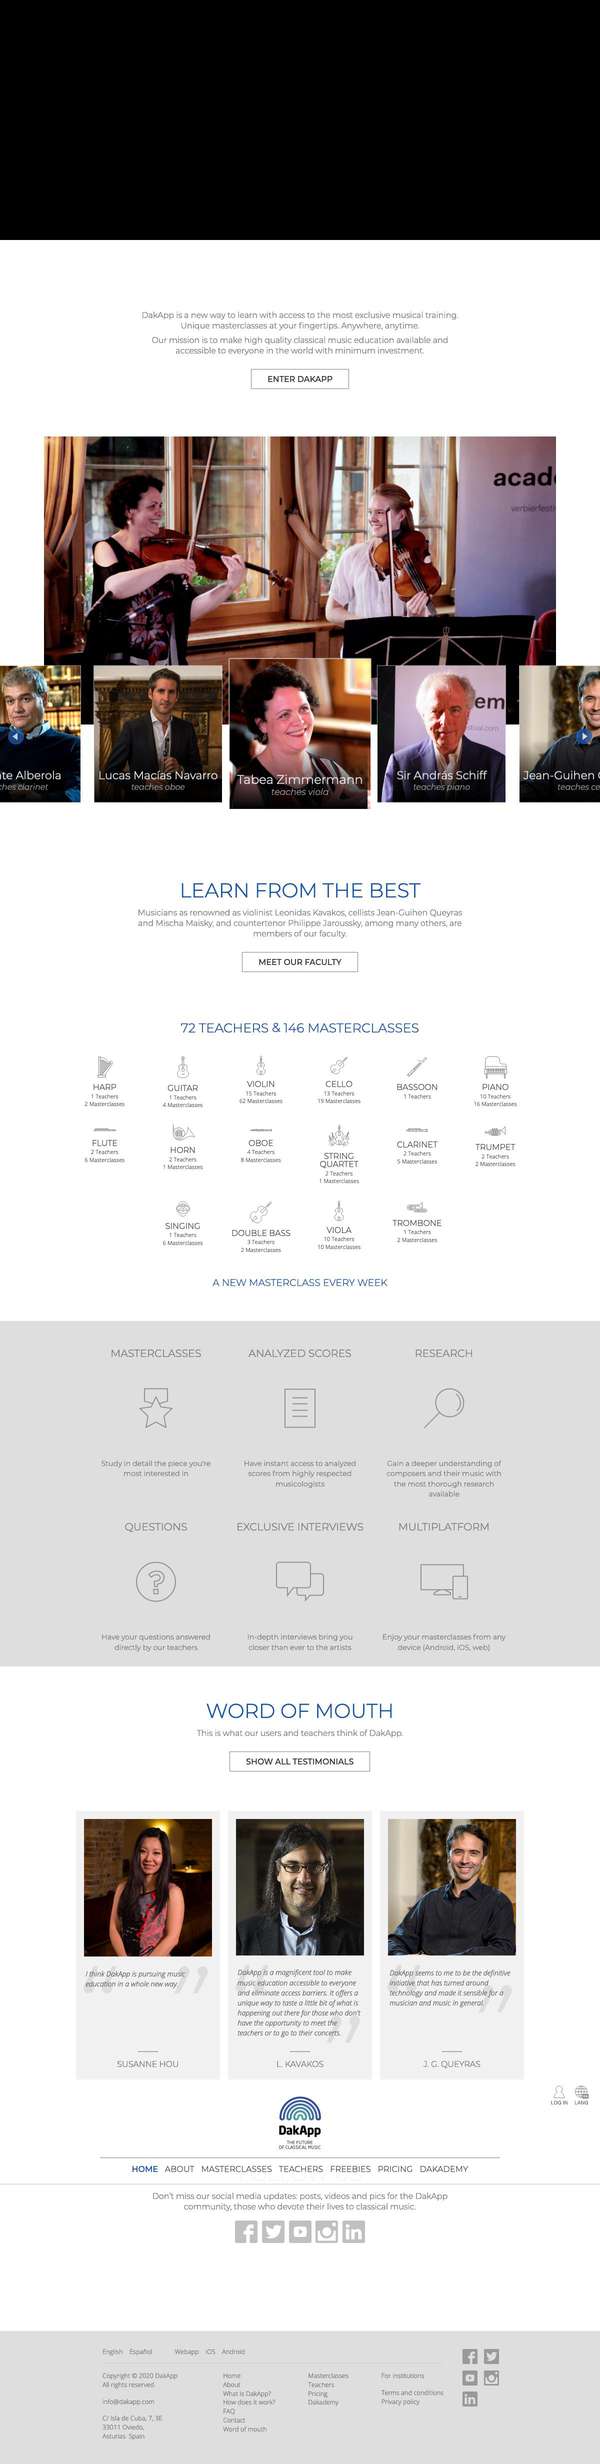 DakApp is a new way to learn with access to the most exclusive musical training.
Unique masterclasses at your fingertips. Anywhere, anytime.
Our mission is to make high quality classical music education available and
accessible to everyone in the world with minimum investment.
ENTER DAKAPP
acad
verbierfesti
em
stival.com
te Alberola
ches clarinet
Lucas Macías Navarro
teaches oboe
Tabea Zimmermann
teaches viola
Sir András Schiff
teaches piano
Jean-Guihen
teaches ce
LEARN FROM THE BEST
Musicians as renowned as violinist Leonidas Kavakos, cellists Jean-Guihen Queyras
and Mischa Maisky, and countertenor Philippe Jaroussky, among many others, are
members of our faculty.
MEET OUR FACULTY
72 TEACHERS & 146 MASTERCLASSES
HARP
1 Teachers
2 Masterclasses
GUITAR
1 Teachers
4 Masterclasses
VIOLIN
15 Teachers
62 Masterclasses
CELLO
13 Teachers
19 Masterclasses
BASSOON
1 Teachers
PIANO
10 Teachers
16 Masterclasses
FLUTE
2 Teachers
6 Masterclasses
HORN
2 Teachers
1 Masterclasses
OBOE
4 Teachers
8 Masterclasses
STRING
QUARTET
2 Teachers
1 Masterclasses
CLARINET
2 Teachers
5 Masterclasses
TRUMPET
2 Teachers
2 Masterclasses
SINGING
1 Teachers
6 Masterclasses
DOUBLE BASS
3 Teachers
2 Masterclasses
VIOLA
10 Teachers
10 Masterclasses
TROMBONE
1 Teachers
2 Masterclasses
A NEW MASTERCLASS EVERY WEEK
MASTERCLASSES
Study in detail the piece you're
most interested in
ANALYZED SCORES
Have instant access to analyzed
scores from highly respected
musicologists
RESEARCH
Gain a deeper understanding of
composers and their music with
the most thorough research
available
QUESTIONS
Have your questions answered
directly by our teachers
EXCLUSIVE INTERVIEWS
In-depth interviews bring you
closer than ever to the artists
MULTIPLATFORM
Enjoy your masterclasses from any
device (Android, iOS, web)
WORD OF MOUTH
This is what our users and teachers think of DakApp.
SHOW ALL TESTIMONIALS
I think DakApp is pursuing music
education in a whole new way.
SUSANNE HOU
DakApp is a magnificent tool to make
music education accessible to everyone
and eliminate access barriers. It offers a
unique way to taste a little bit of what is
happening out there for those who don't
have the opportunity to meet the
teachers or to go to their concerts.
L. KAVAKOS
DakApp seems to me to be the definitive
initiative that has turned around
technology and made it sensible for a
musician and music in general.
J. G. QUEYRAS
LOG IN
LANG
DakApp
THE FUTURE
OF CLASSICAL MUSIC
HOME ABOUT MASTERCLASSES TEACHERS FREEBIES PRICING DAKADEMY
Don't miss our social media updates: posts, videos and pics for the DakApp
community, those who devote their lives to classical music.
English Español Webapp iOS Android
Copyright © 2020 DakApp
All rights reserved.
info@dakapp.com
C/ Isla de Cuba, 7, 3E
33011 Oviedo,
Asturias. Spain
Home
About
What is DakApp?
How does it work?
FAQ
Contact
Word of mouth
Masterclasses
Teachers
Pricing
Dakademy
For institutions
Terms and conditions
Privacy policy